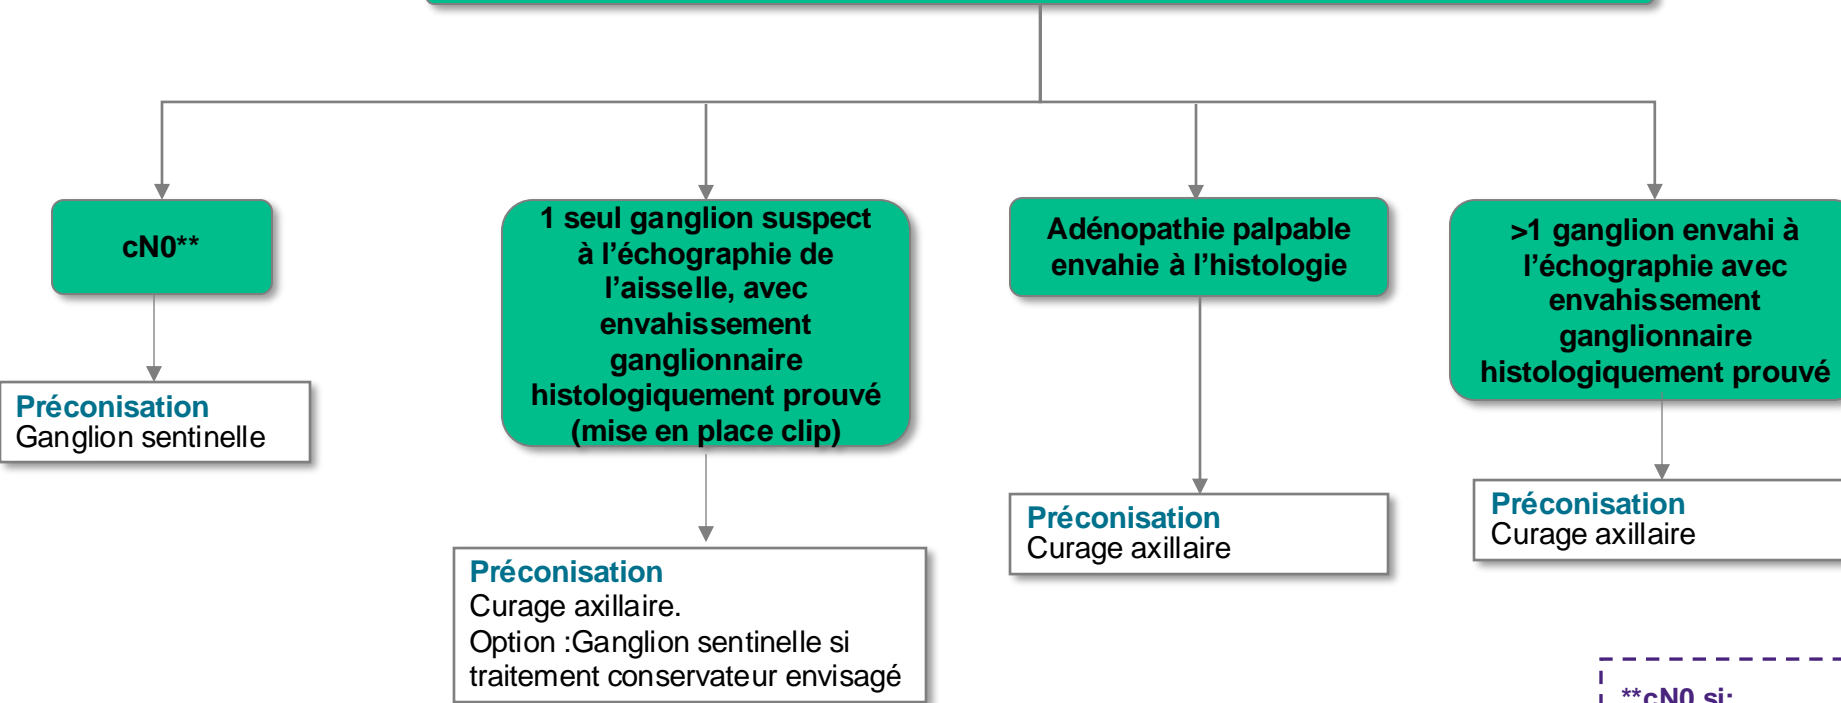 cN0**
Préconisation
Ganglion sentinelle
1 seul ganglion suspect
à l’échographie de
l’aisselle, avec
envahissement
ganglionnaire
histologiquement prouvé
(mise en place clip)
Préconisation
Curage axillaire.
Option :Ganglion sentinelle si
traitement conservateur envisagé
Adénopathie palpable
envahie à l’histologie
Préconisation
Curage axillaire
>1 ganglion envahi à
l’échographie avec
envahissement
ganglionnaire
histologiquement prouvé
Préconisation
Curage axillaire
**cN0 si: